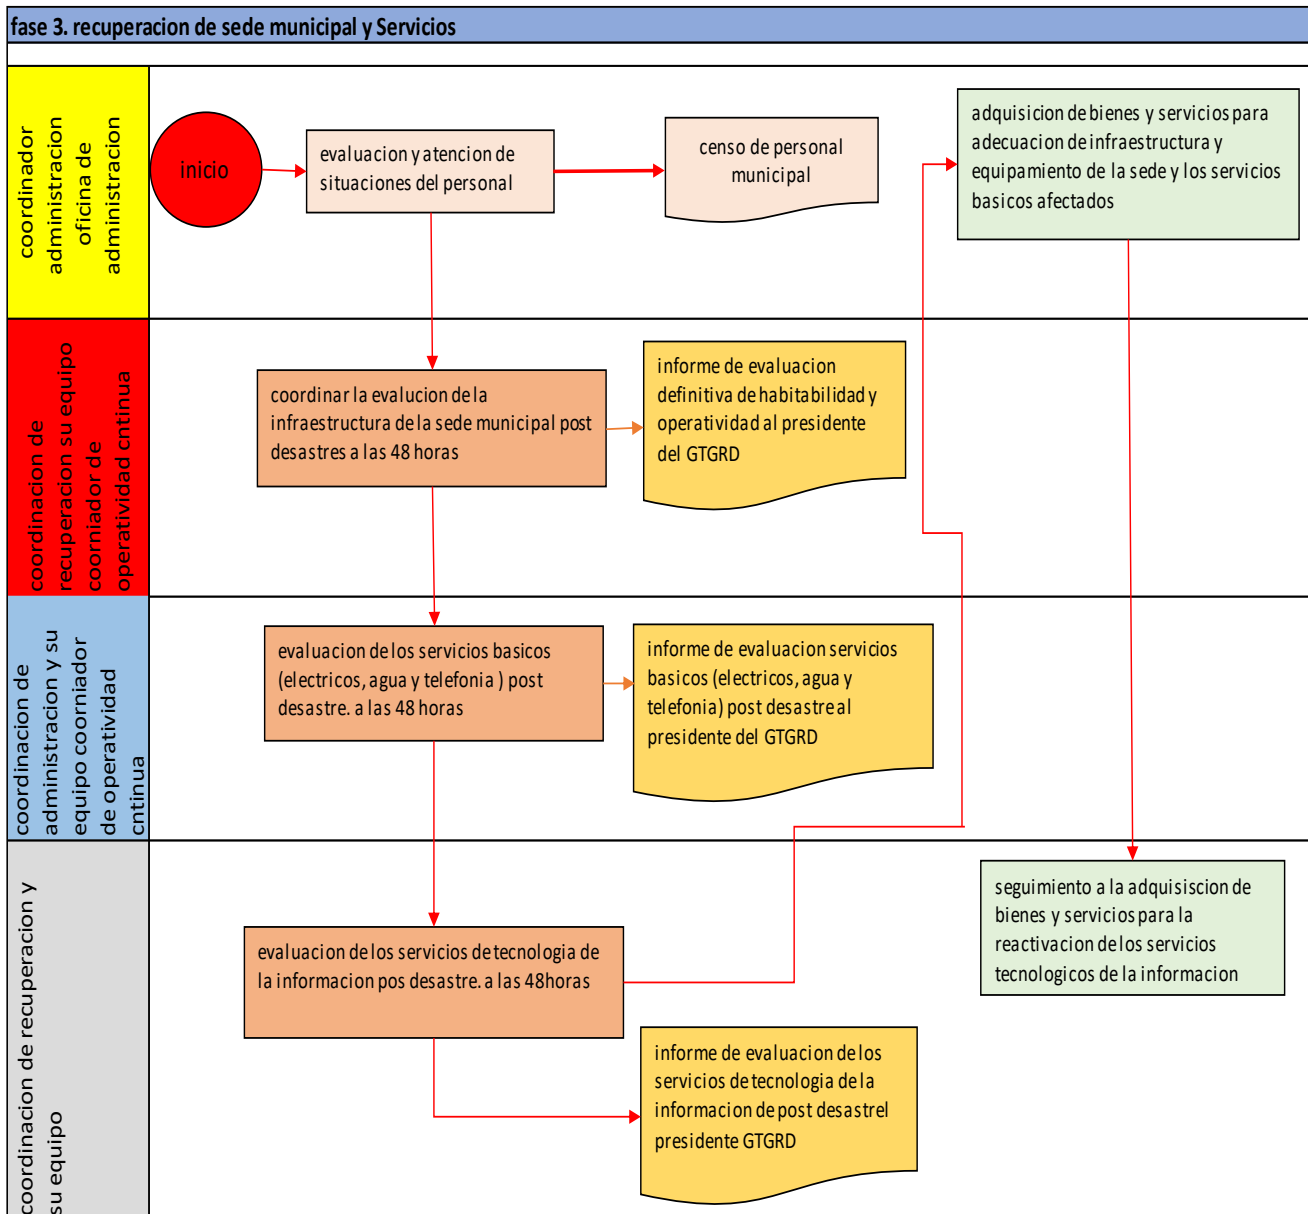 fase 3. recuperacion de sede municipal y Servicios
coordinador
administracion
oficina de
administracion
inicio
evaluacion y atencion de
situaciones del personal
censo de personal
municipal
adquisicion de bienes y servicios para
adecuacion de infraestructura y
equipamiento de la sede y los servicios
basicos afectados
coordinacion de
recuperacion su equipo
coorniador de
operatividad cntinua
coordinar la evalucion de la
infraestructura de la sede municipal post
desastres a las 48 horas
informe de evaluacion
definitiva de habitabilidad y
operatividad al presidente
del GTGRD
coordinacion de
administracion y su
equipo coorniador
de operatividad
cntinua
evaluacion de los servicios basicos
(electricos, agua y telefonia ) post
desastre. a las 48 horas
informe de evaluacion servicios
basicos (electricos, agua y
telefonia) post desastre al
presidente del GTGRD
coordinacion de recuperacion y
su equipo
evaluacion de los servicios de tecnologia de
la informacion pos desastre. a las 48horas
seguimiento a la adquisiscion de
bienes y servicios para la
reactivacion de los servicios
tecnologicos de la informacion
informe de evaluacion de los
servicios de tecnologia de la
informacion de post desastrel
presidente GTGRD